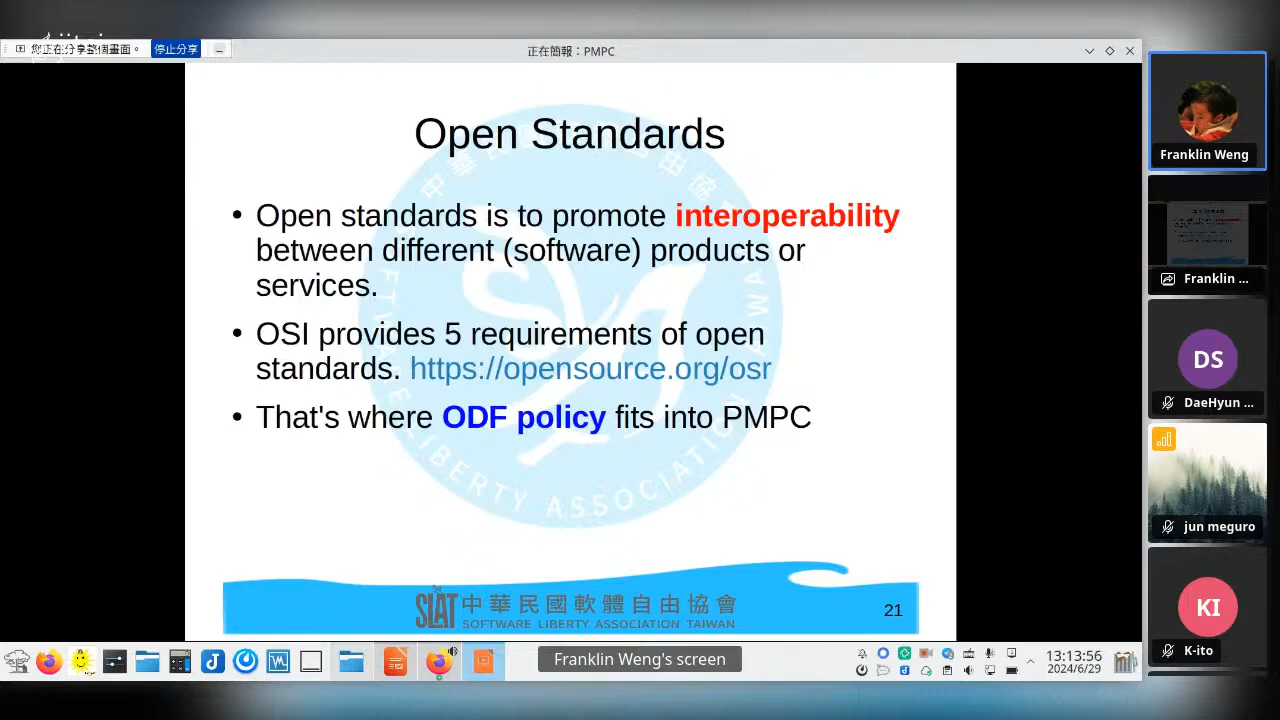 您正在分享整個畫面。 停止分享
正在簡報：PMPC
Open Standards
• Open standards is to promote interoperability
between different (software) products or
services.
• OSI provides 5 requirements of open
standards. https://opensource.org/osr
• That's where ODF policy fits into PMPC
SLAT 中華民國軟體自由協會
SOFTWARE LIBERTY ASSOCIATION TAIWAN
21
Franklin Weng's screen
13:13:56
2024/6/29
Franklin Weng
Franklin ...
DS
DaeHyun ...
jun meguro
KI
K-ito